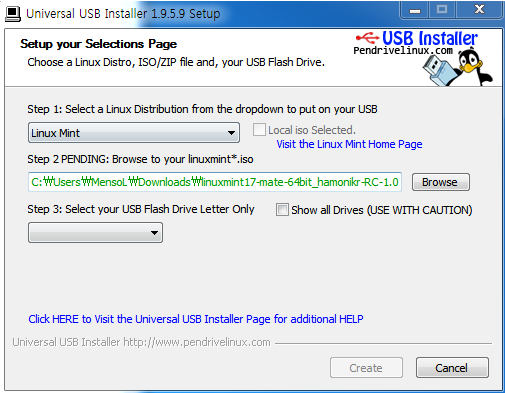 Universal USB Installer 1.9.5.9 Setup
Setup your Selections Page
Choose a Linux Distro, ISO/ZIP file and, your USB Flash Drive.
USB Installer
Pendrivelinux.com
Step 1: Select a Linux Distribution from the dropdown to put on your USB
Linux Mint
Local iso Selected.
Visit the Linux Mint Home Page
Step 2 PENDING: Browse to your linuxmint*.iso
C:₩Users₩MensoL₩Downloads₩linuxmint17-mate-64bit_hamonikr-RC-1.0
Browse
Step 3: Select your USB Flash Drive Letter Only
Show all Drives (USE WITH CAUTION)
Click HERE to Visit the Universal USB Installer Page for additional HELP
Universal USB Installer http://www.pendrivelinux.com
Create
Cancel